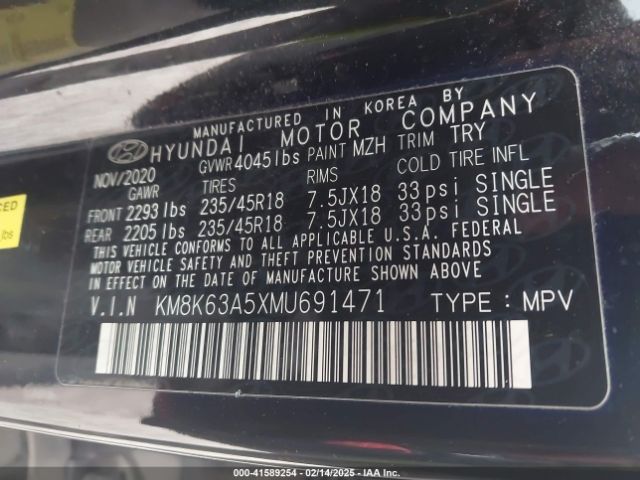 MANUFACTURED IN KOREA BY
HYUNDAI MOTOR COMPANY
NOV/2020 GVWR 4045 lbs PAINT MZH TRIM TRY
GAWR TIRES RIMS COLD TIRE INFL
FRONT 2293 lbs 235/45R18 7.5JX18 33 psi SINGLE
REAR 2205 lbs 235/45R18 7.5JX18 33 psi SINGLE
THIS VEHICLE CONFORMS TO ALL APPLICABLE U.S.A. FEDERAL
MOTOR VEHICLE SAFETY AND THEFT PREVENTION STANDARDS
IN EFFECT ON THE DATE OF MANUFACTURE SHOWN ABOVE.
V.I.N KM8K63A5XMU691471 TYPE : MPV
CED
lbs
000-41589254 - 02/14/2025 - IAA Inc.